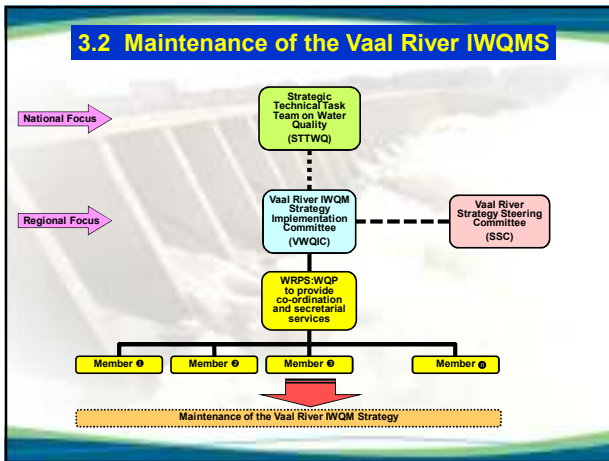 3.2 Maintenance of the Vaal River IWQMS
Strategic
Technical Task
Team on Water
Quality
(STTWQ)
National Focus
Vaal River IWQM
Strategy
Implementation
Committee
(VWQIC)
Regional Focus
Vaal River
Strategy Steering
Committee
(SSC)
WRPS:WQP
to provide
co-ordination
and secretarial
services
Member ❶
Member ❷
Member ❸
Member ⓝ
Maintenance of the Vaal River IWQM Strategy